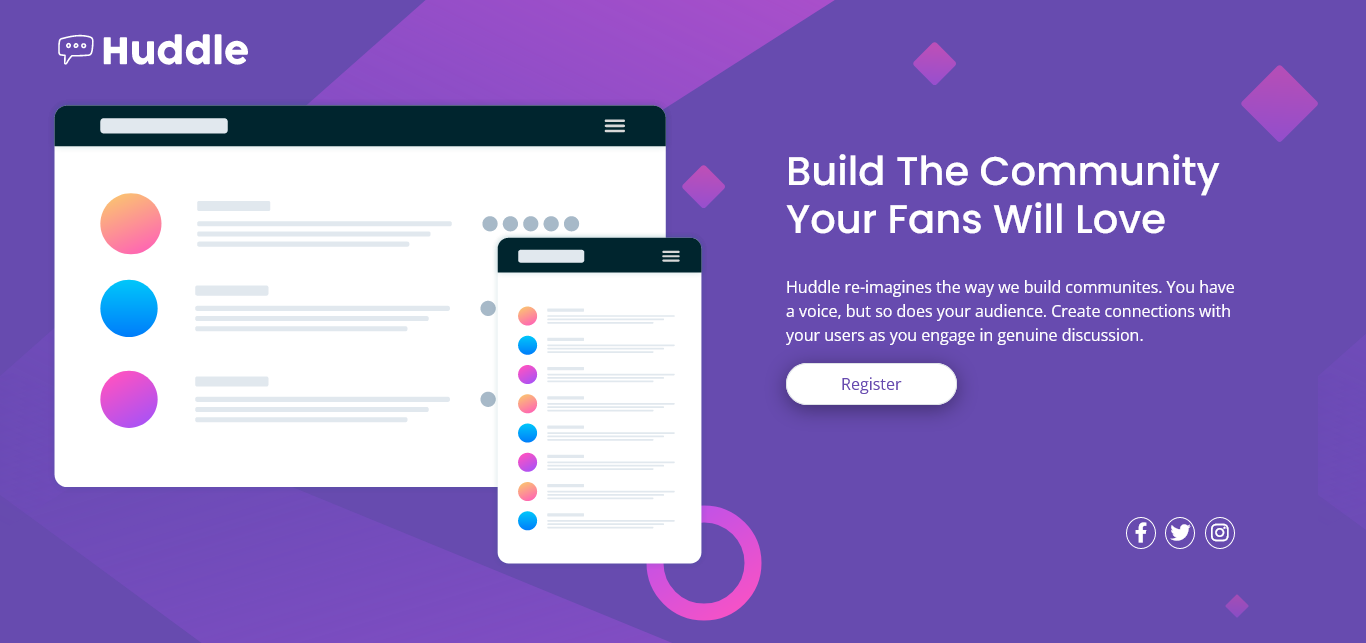 Huddle
Build The Community
Your Fans Will Love
Huddle re-imagines the way we build communites. You have
a voice, but so does your audience. Create connections with
your users as you engage in genuine discussion.
Register